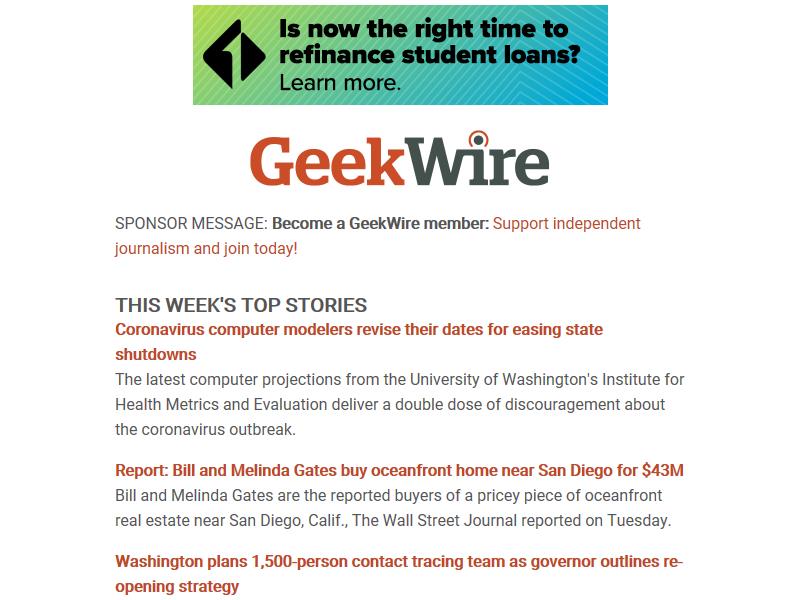 Is now the right time to
refinance student loans?
Learn more.
GeekWire
SPONSOR MESSAGE: Become a GeekWire member: Support independent
journalism and join today!
THIS WEEK'S TOP STORIES
Coronavirus computer modelers revise their dates for easing state
shutdowns
The latest computer projections from the University of Washington's Institute for
Health Metrics and Evaluation deliver a double dose of discouragement about
the coronavirus outbreak.
Report: Bill and Melinda Gates buy oceanfront home near San Diego for $43M
Bill and Melinda Gates are the reported buyers of a pricey piece of oceanfront
real estate near San Diego, Calif., The Wall Street Journal reported on Tuesday.
Washington plans 1,500-person contact tracing team as governor outlines re-
opening strategy